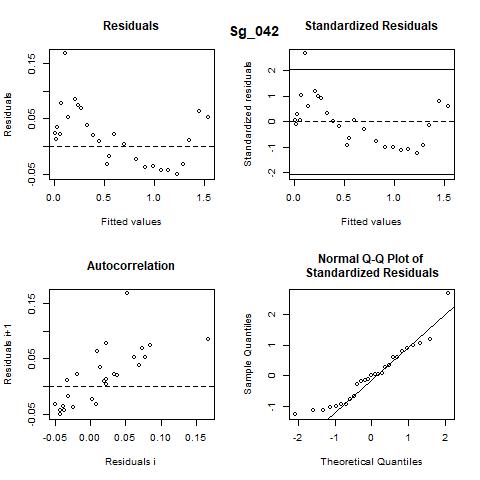 Sg_042
Residuals
Residuals
0.15
0.05
-0.05
0.0
0.5
1.0
1.5
Fitted values
Standardized Residuals
Standardized residuals
2
1
0
-1
-2
0.0
0.5
1.0
1.5
Fitted values
Autocorrelation
Residuals i+1
0.15
0.05
-0.05
-0.05
0.00
0.05
0.10
0.15
Residuals i
Normal Q-Q Plot of
Standardized Residuals
Sample Quantiles
2
1
0
-1
-2
-1
0
1
2
Theoretical Quantiles